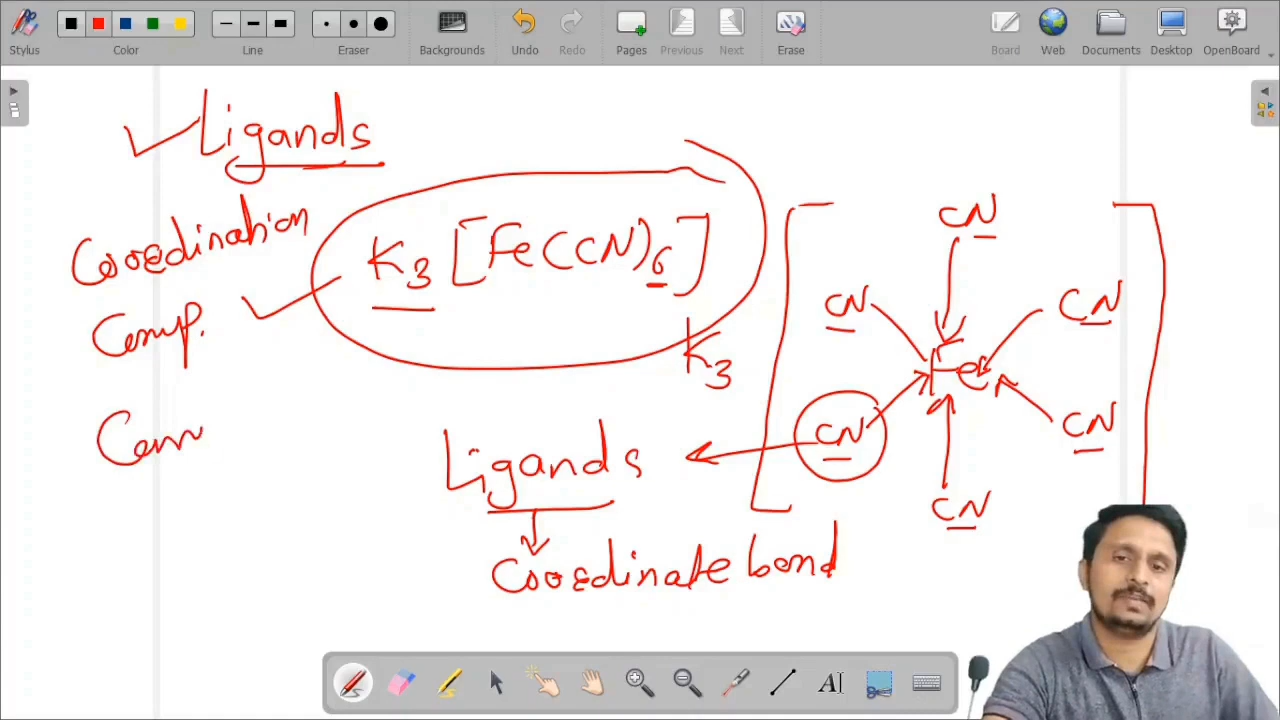 Stylus
Color
Line
Eraser
Backgrounds
Undo
Redo
Pages
Previous
Next
Erase
Board
Web
Documents
Desktop
OpenBoard
Ligands
Coordination
Comp.
K3 [Fe(CN)6]
Com
K3
CN
CN
CN
Fe
CN
CN
CN
Ligands
Coordinate bond